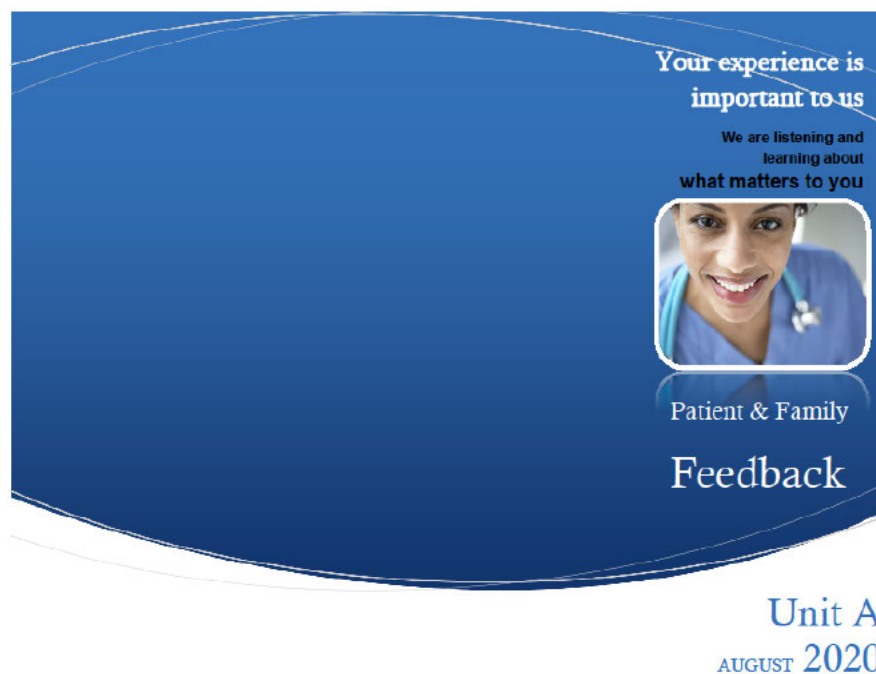 Your experience is
important to us
We are listening and
learning about
what matters to you
Patient & Family
Feedback
Unit A
AUGUST 2020